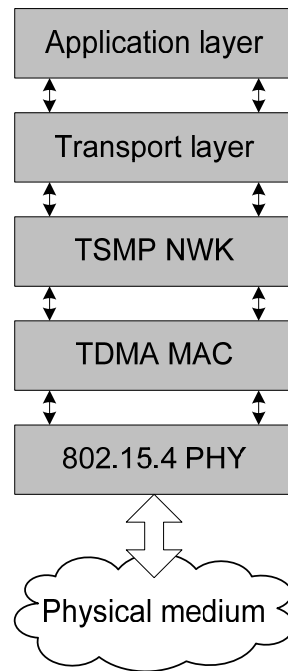 Application layer
Transport layer
TSMP NWK
TDMA MAC
802.15.4 PHY
Physical medium